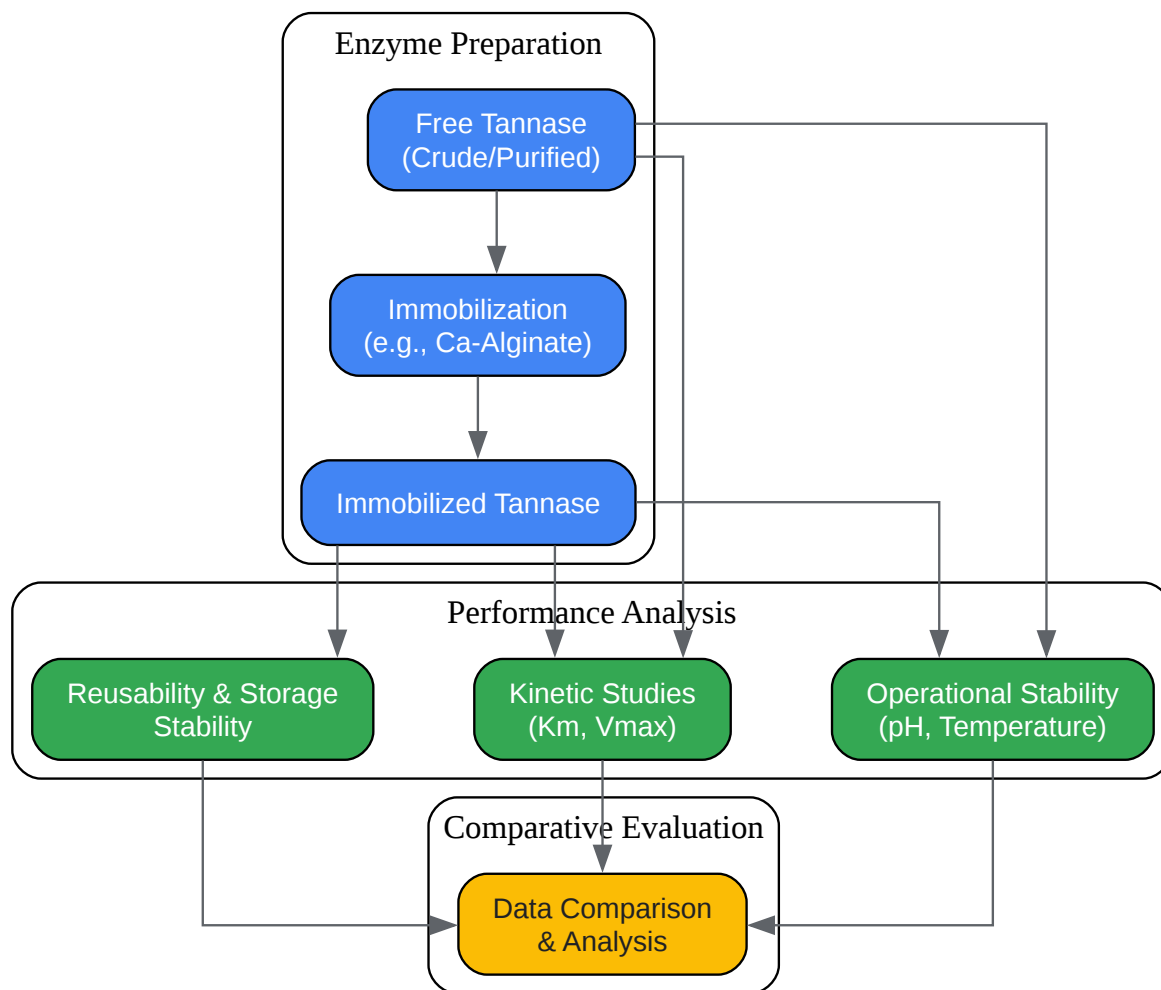 Enzyme Preparation
Free Tannase
(Crude/Purified)
Immobilization
(e.g., Ca-Alginate)
Immobilized Tannase
Performance Analysis
Reusability & Storage
Stability
Kinetic Studies
(Km, Vmax)
Operational Stability
(pH, Temperature)
Comparative Evaluation
Data Comparison
& Analysis